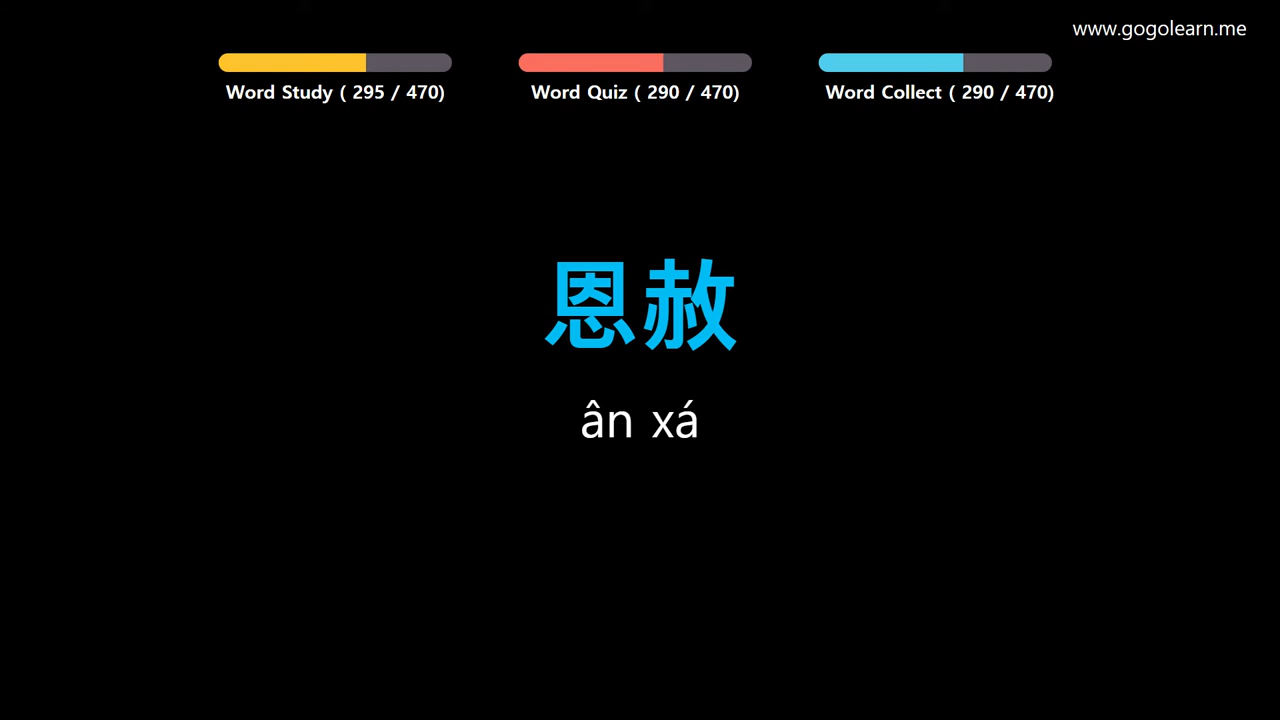 www.gogolearn.me
Word Study ( 295 / 470)
Word Quiz ( 290 / 470)
Word Collect ( 290 / 470)
恩赦
ân xá